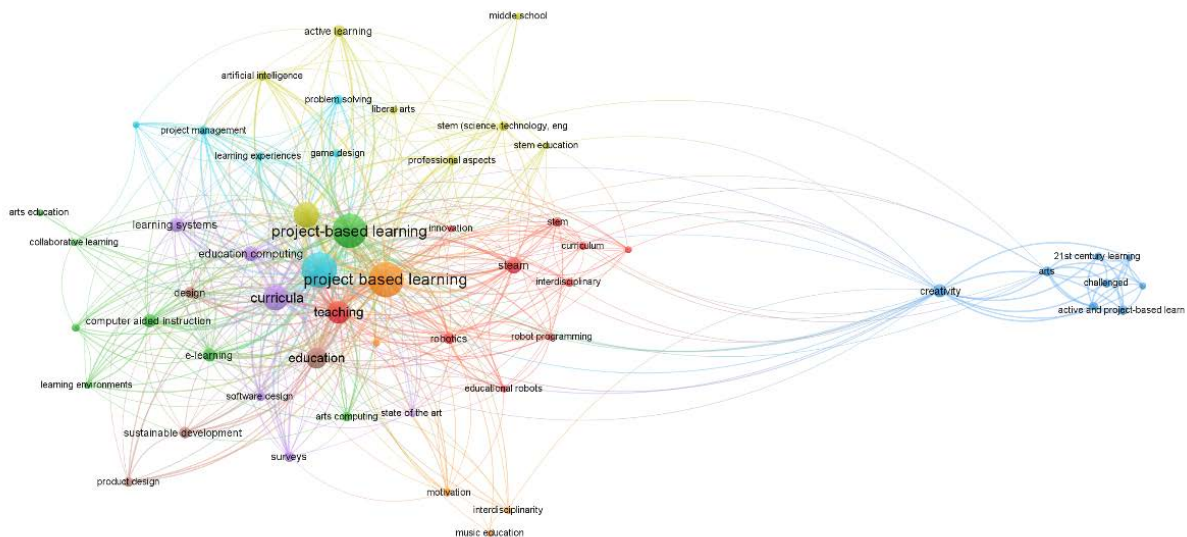 middle school
active learning
artificial intelligence
problem solving
liberal arts
project management
stem (science, technology, eng
stem education
learning experiences
game design
professional aspects
arts education
learning systems
project-based learning
innovation
stem
collaborative learning
education computing
curriculum
21st century learning
steam
arts
project based learning
interdisciplinary
challenged
design
curricula
creativity
teaching
active and project-based learn
computer aided instruction
robotics
robot programming
e-learning
education
learning environments
software design
educational robots
arts computing
state of the art
sustainable development
surveys
product design
motivation
interdisciplinarity
music education